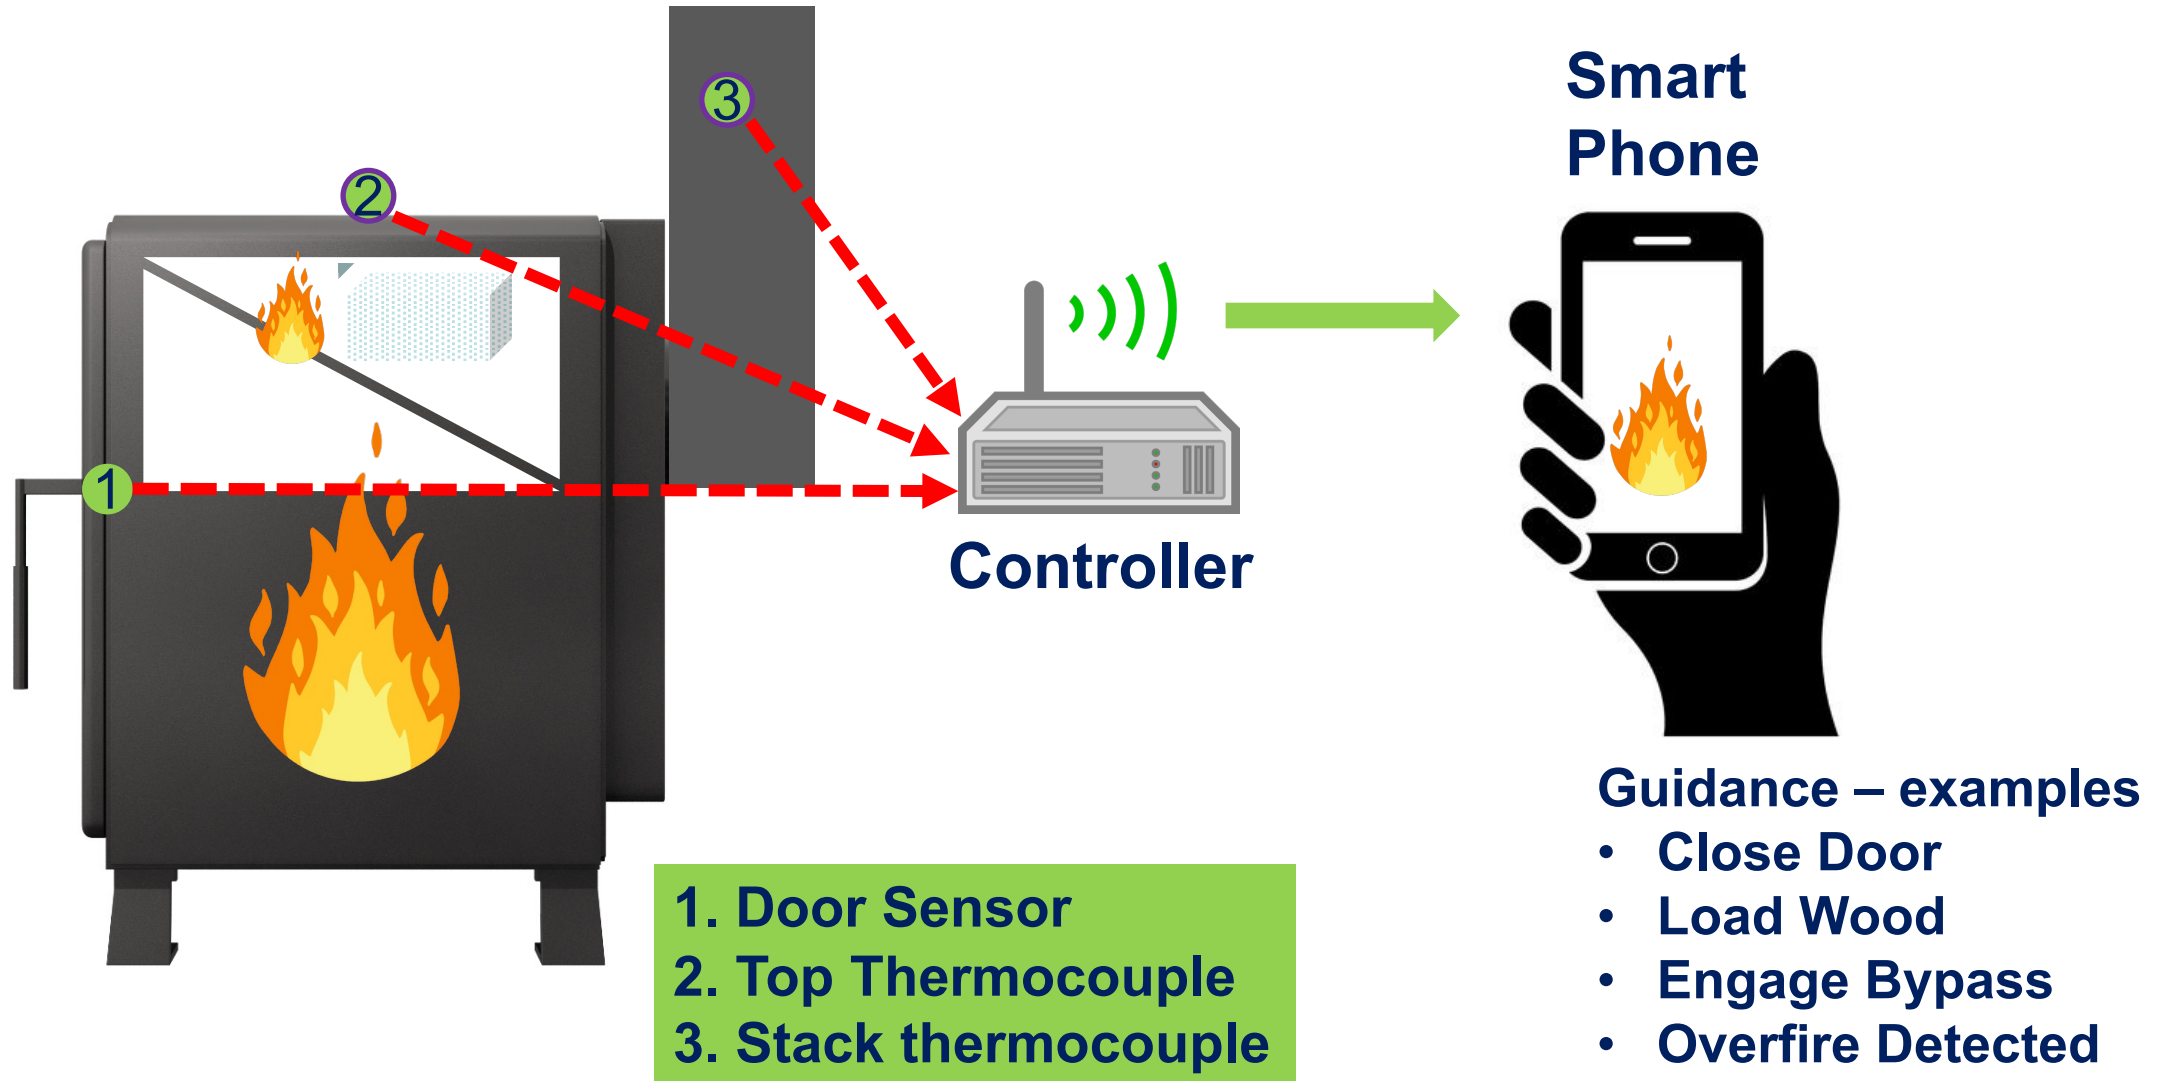 3
Smart
Phone
2
1
Controller
Guidance – examples
• Close Door
• Load Wood
• Engage Bypass
• Overfire Detected
1. Door Sensor
2. Top Thermocouple
3. Stack thermocouple